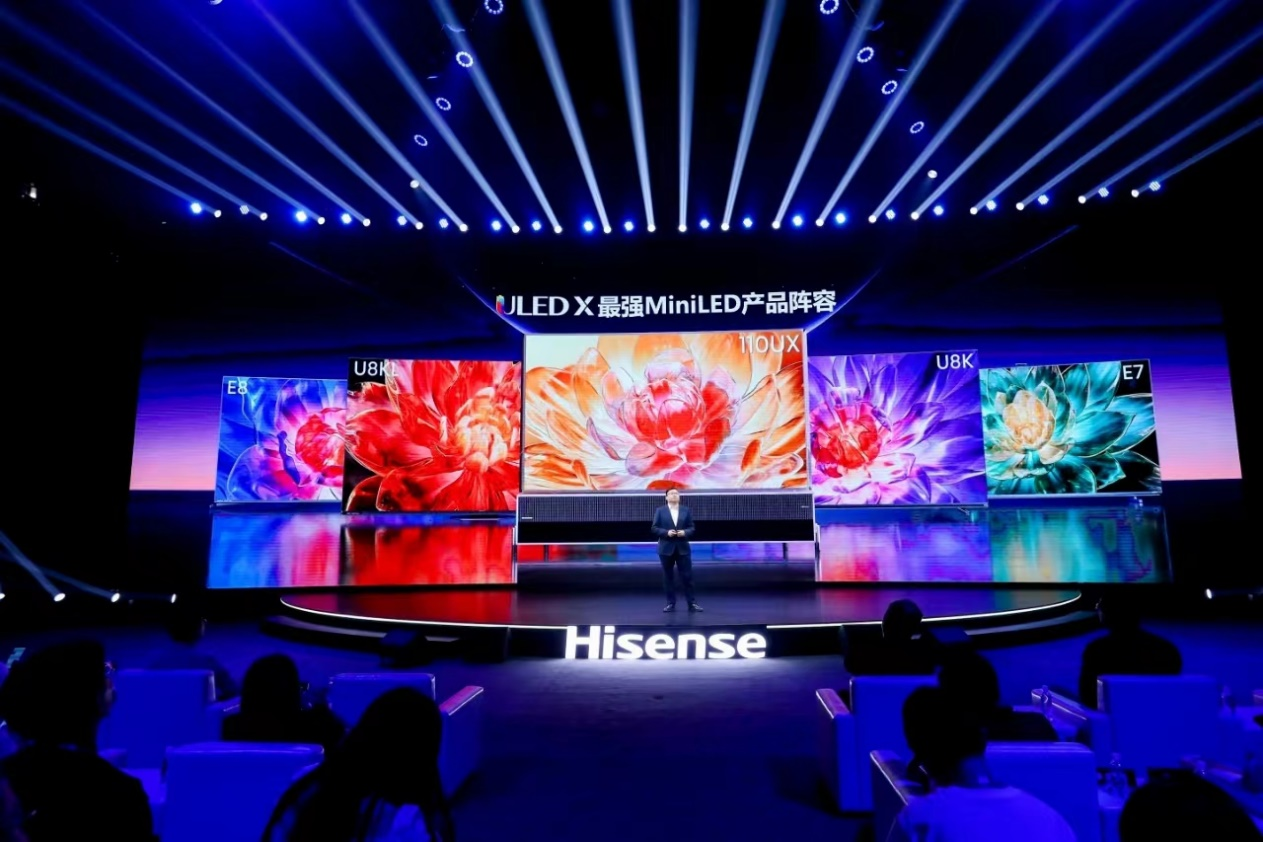 ULED X 最强MiniLED产品阵容
E8
U8KL
110UX
U8K
E7
Hisense